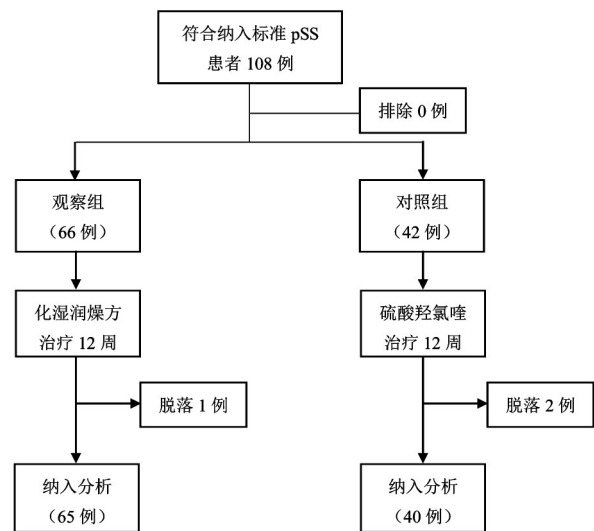 符合纳入标准 pSS
患者 108 例
排除 0 例
观察组
（66 例）
对照组
（42 例）
化湿润燥方
治疗 12 周
硫酸羟氯喹
治疗 12 周
脱落 1 例
脱落 2 例
纳入分析
（65 例）
纳入分析
（40 例）